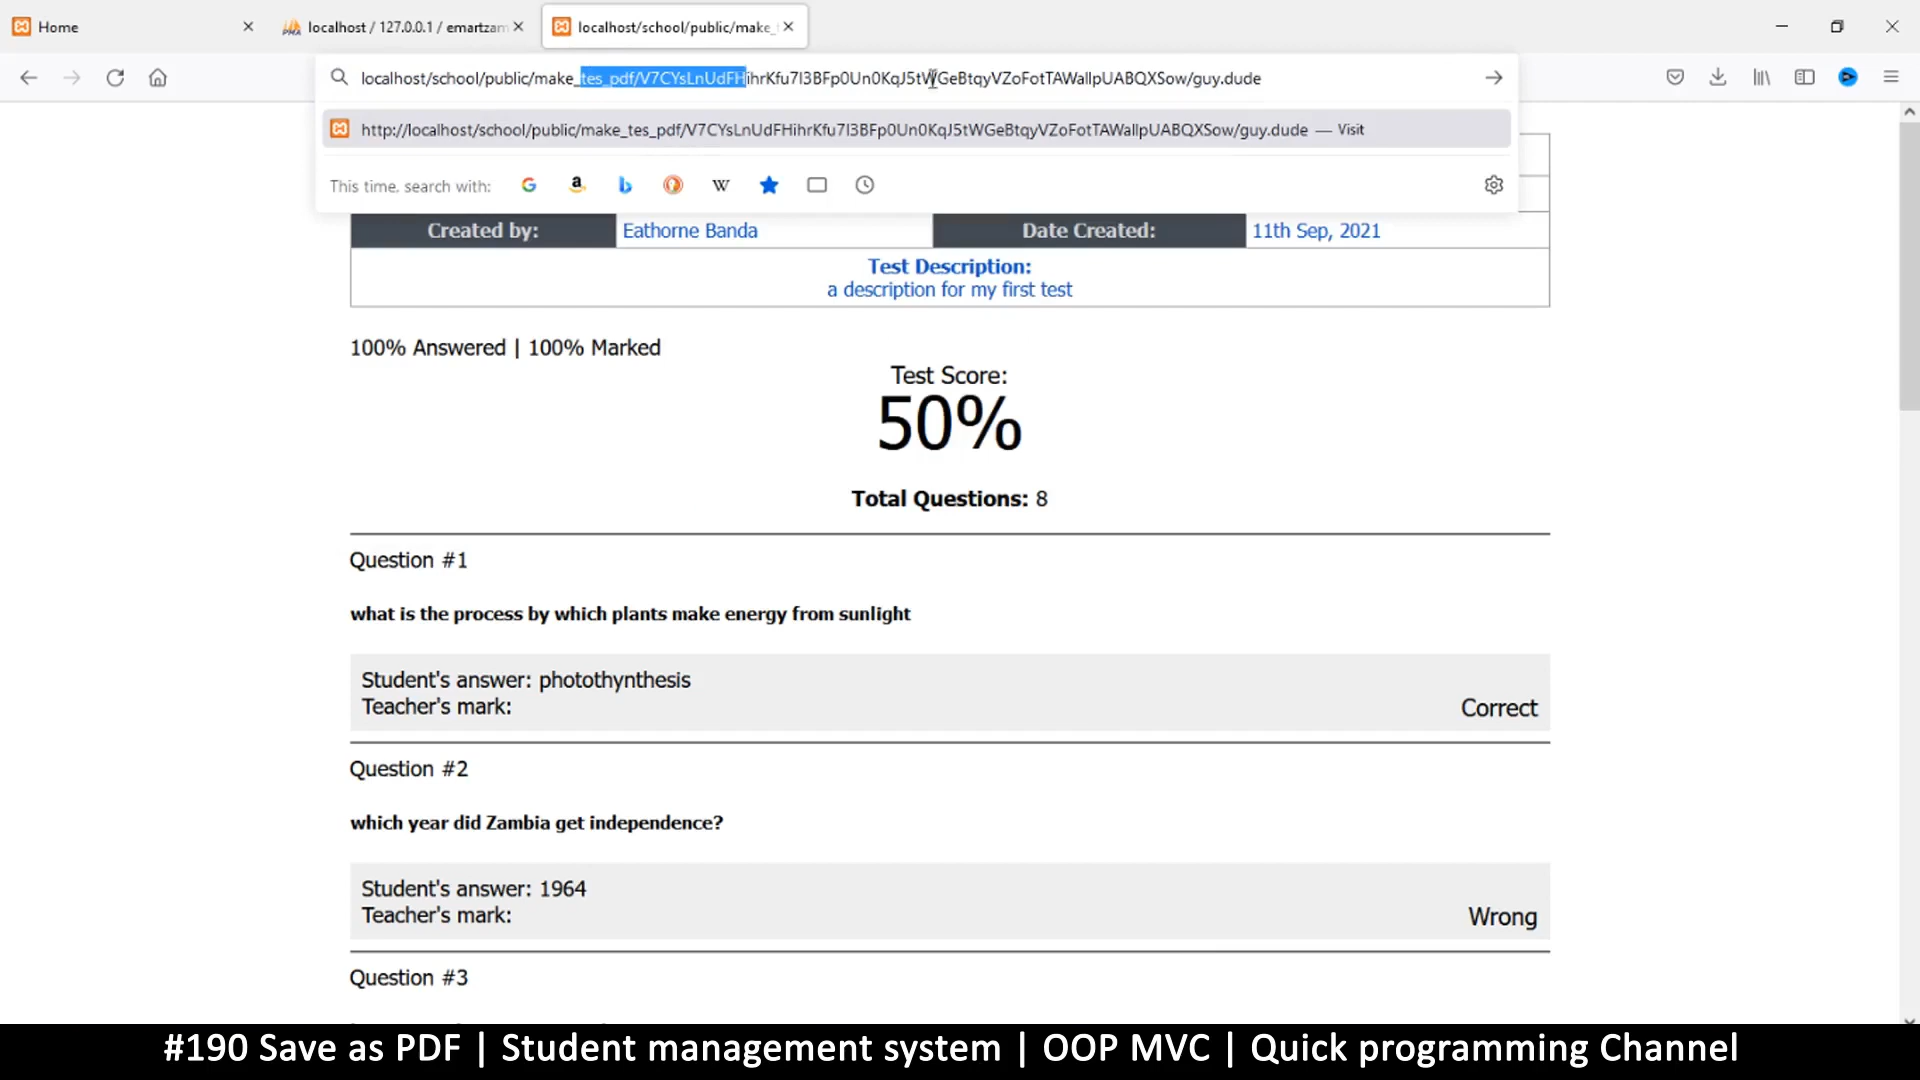 Home
localhost / 127.0.0.1 / emartzam
localhost/school/public/make_
localhost/school/public/make_tes_pdf/V7CYsLnUdFHihrKfu7I3BFp0Un0KqJ5tWGeBtqyVZoFotTAWallpUABQXSow/guy.dude
http://localhost/school/public/make_tes_pdf/V7CYsLnUdFHihrKfu7I3BFp0Un0KqJ5tWGeBtqyVZoFotTAWallpUABQXSow/guy.dude — Visit
This time, search with:
Created by: Eathorne Banda Date Created: 11th Sep, 2021
Test Description:
a description for my first test
100% Answered | 100% Marked
Test Score:
50%
Total Questions: 8
Question #1
what is the process by which plants make energy from sunlight
Student's answer: photothynthesis
Teacher's mark:
Correct
Question #2
which year did Zambia get independence?
Student's answer: 1964
Teacher's mark:
Wrong
Question #3
#190 Save as PDF | Student management system | OOP MVC | Quick programming Channel